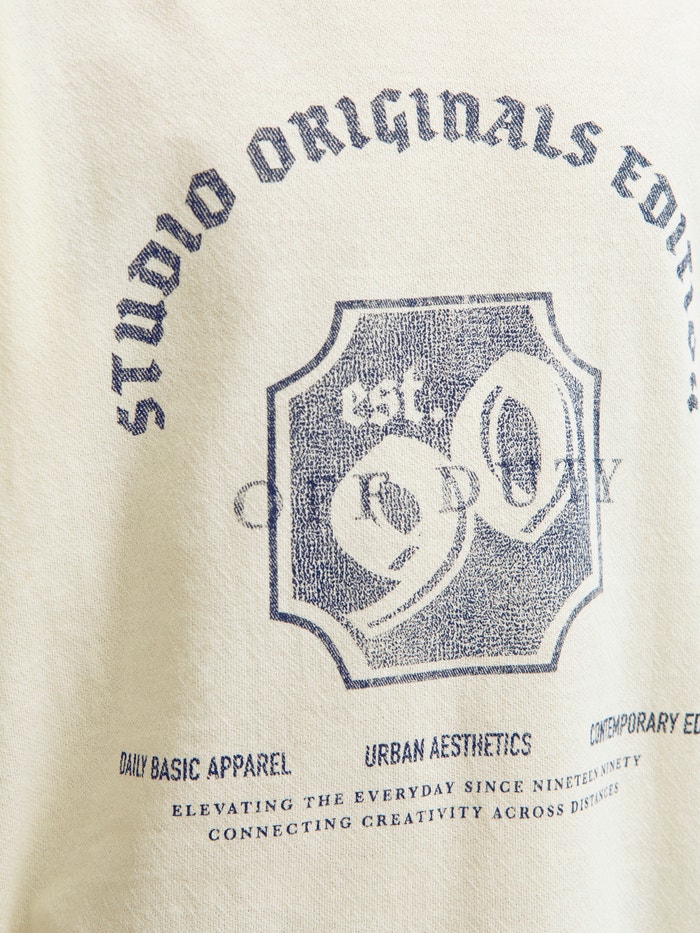 STUDIO ORIGINALS EDITION
est.
90
OFF DUTY
DAILY BASIC APPAREL
URBAN AESTHETICS
CONTEMPORARY ED
ELEVATING THE EVERYDAY SINCE NINETEEN NINETY
CONNECTING CREATIVITY ACROSS DISTANCES